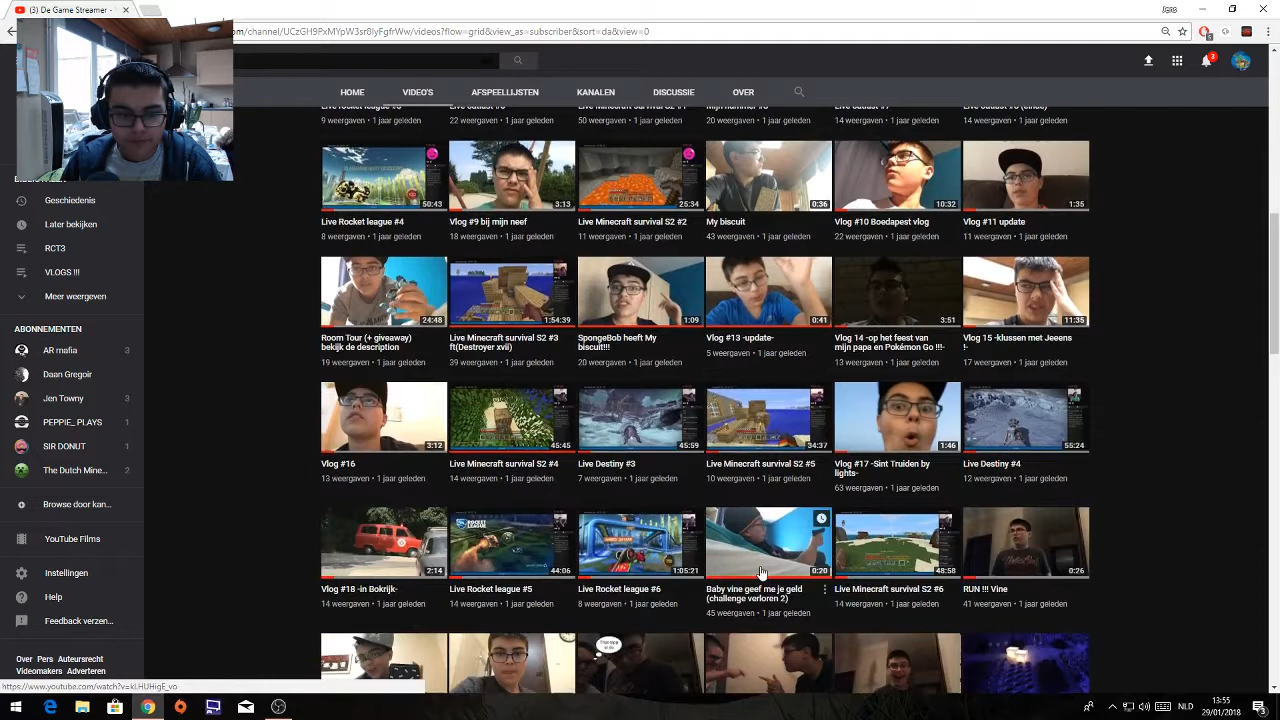 (3) De Game Streamer -
.com/channel/UCzGH9PxMYpW3sr0IyFgfrWw/videos?flow=grid&view_as=subscriber&sort=da&view=0
3
HOME VIDEO'S AFSPEELLIJSTEN KANALEN DISCUSSIE OVER
9 weergaven • 1 jaar geleden
22 weergaven • 1 jaar geleden
50 weergaven • 1 jaar geleden
20 weergaven • 1 jaar geleden
14 weergaven • 1 jaar geleden
14 weergaven • 1 jaar geleden
50:43
3:13
25:34
0:36
10:32
1:35
Live Rocket league #4
8 weergaven • 1 jaar geleden
Vlog #9 bij mijn neef
18 weergaven • 1 jaar geleden
Live Minecraft survival S2 #2
11 weergaven • 1 jaar geleden
My biscuit
43 weergaven • 1 jaar geleden
Vlog #10 Boedapest vlog
22 weergaven • 1 jaar geleden
Vlog #11 update
11 weergaven • 1 jaar geleden
24:48
1:54:39
1:09
0:41
3:51
11:35
Room Tour (+ giveaway)
bekijk de description
19 weergaven • 1 jaar geleden
Live Minecraft survival S2 #3
ft(Destroyer xvii)
39 weergaven • 1 jaar geleden
SpongeBob heeft My
biscuit!!!
20 weergaven • 1 jaar geleden
Vlog #13 -update-
5 weergaven • 1 jaar geleden
Vlog 14 -op het feest van
mijn papa en Pokémon Go !!!-
23 weergaven • 1 jaar geleden
Vlog 15 -klussen met Jeeens
!-
17 weergaven • 1 jaar geleden
3:12
45:45
45:59
34:37
1:46
55:24
Vlog #16
13 weergaven • 1 jaar geleden
Live Minecraft survival S2 #4
14 weergaven • 1 jaar geleden
Live Destiny #3
7 weergaven • 1 jaar geleden
Live Minecraft survival S2 #5
10 weergaven • 1 jaar geleden
Vlog #17 -Sint Truiden by
lights-
63 weergaven • 1 jaar geleden
Live Destiny #4
12 weergaven • 1 jaar geleden
2:14
44:06
1:05:21
0:20
48:58
0:26
Vlog #18 -in Bokrijk-
14 weergaven • 1 jaar geleden
Live Rocket league #5
14 weergaven • 1 jaar geleden
Live Rocket league #6
8 weergaven • 1 jaar geleden
Baby vine geef me je geld
(challenge verloren 2)
45 weergaven • 1 jaar geleden
Live Minecraft survival S2 #6
14 weergaven • 1 jaar geleden
RUN !!! Vine
41 weergaven • 1 jaar geleden
Geschiedenis
Later bekijken
RCT3
VLOGS !!!
Meer weergeven
ABONNEMENTEN
AR mafia 3
Daan Gregoir
Jen Towny 3
PEPPIE_ PLAYS 1
SIR DONUT 1
The Dutch Mine... 2
Browse door kan...
YouTube Films
Instellingen
Help
Feedback verzen...
Over Pers Auteursrecht
Videomakers Adverteren
https://www.youtube.com/watch?v=kLHUHigE_vo
NLD
13:55
29/01/2018